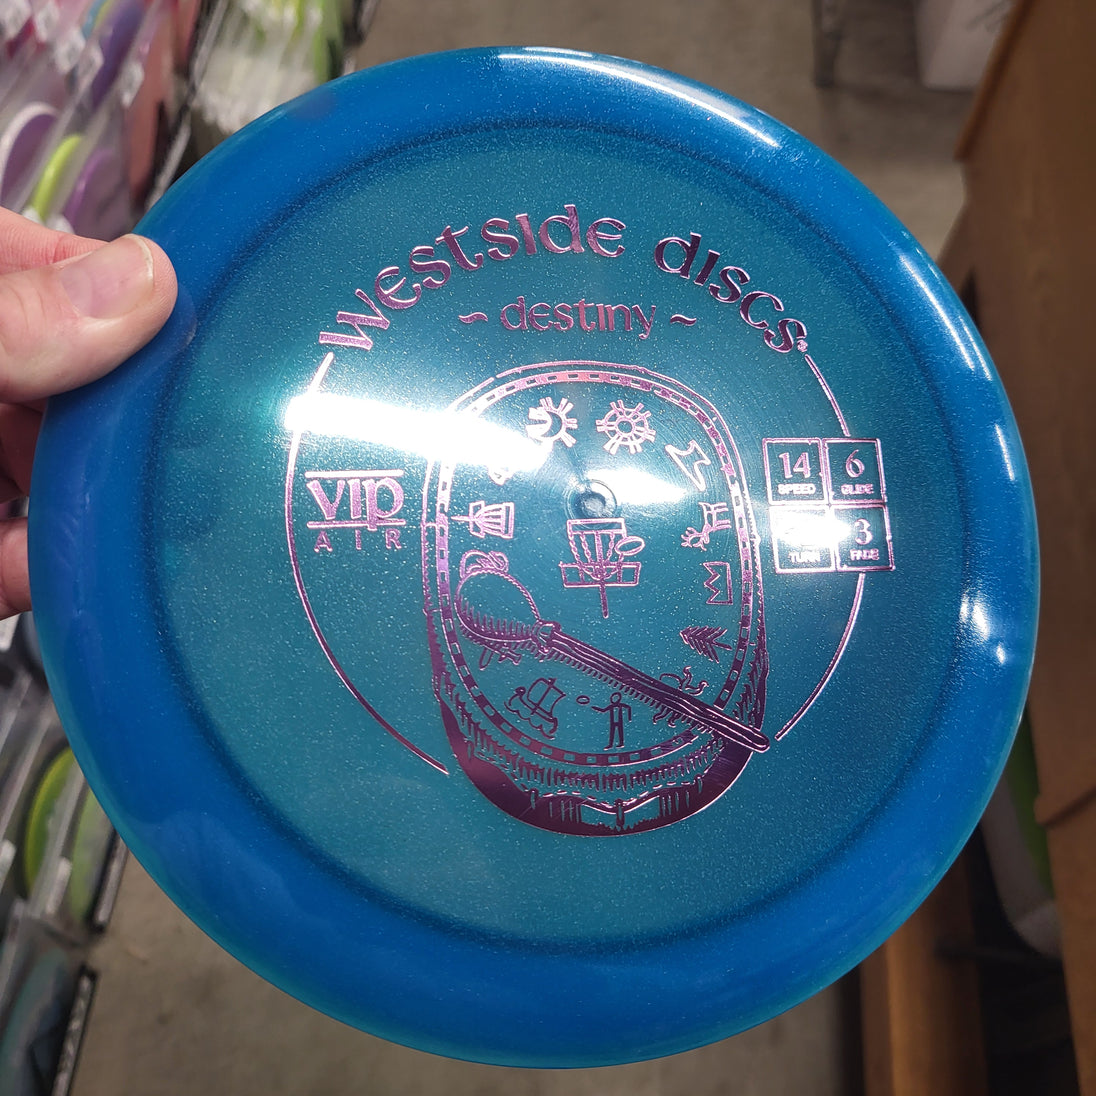 Westside discs
~ destiny ~
VIP
AIR
14 6
SPEED GLIDE
3
TURN FADE